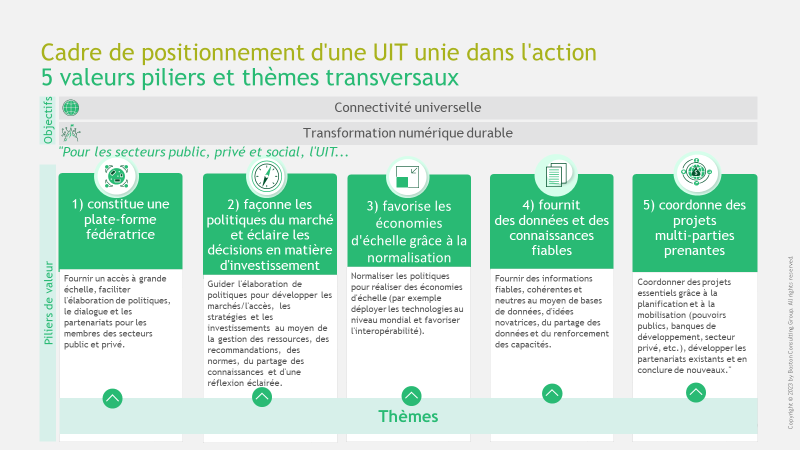 Cadre de positionnement d'une UIT unie dans l'action
5 valeurs piliers et thèmes transversaux
Objectifs
Connectivité universelle
Transformation numérique durable
"Pour les secteurs public, privé et social, l'UIT...
Piliers de valeur
1) constitue une
plate-forme
fédératrice
Fournir un accès à grande
échelle, faciliter
l'élaboration de politiques,
le dialogue et les
partenariats pour les
membres des secteurs
public et privé.
2) façonne les
politiques du marché
et éclaire les
décisions en matière
d'investissement
Guider l'élaboration de
politiques pour développer les
marchés/l'accès, les
stratégies et les
investissements au moyen de
la gestion des ressources, des
recommandations, des
normes, du partage des
connaissances et d'une
réflexion éclairée.
3) favorise les
économies
d'échelle grâce à la
normalisation
Normaliser les politiques
pour réaliser des économies
d'échelle (par exemple
déployer les technologies au
niveau mondial et favoriser
l'interopérabilité).
4) fournit
des données et des
connaissances
fiables
Fournir des informations
fiables, cohérentes et
neutres au moyen de bases
de données, d'idées
novatrices, du partage des
données et du renforcement
des capacités.
5) coordonne des
projets
multi-parties
prenantes
Coordonner des projets
essentiels grâce à la
planification et à la
mobilisation (pouvoirs
publics, banques de
développement, secteur
privé, etc.), développer les
partenariats existants et en
conclure de nouveaux."
Thèmes
Copyright © 2023 by Boston Consulting Group. All rights reserved.